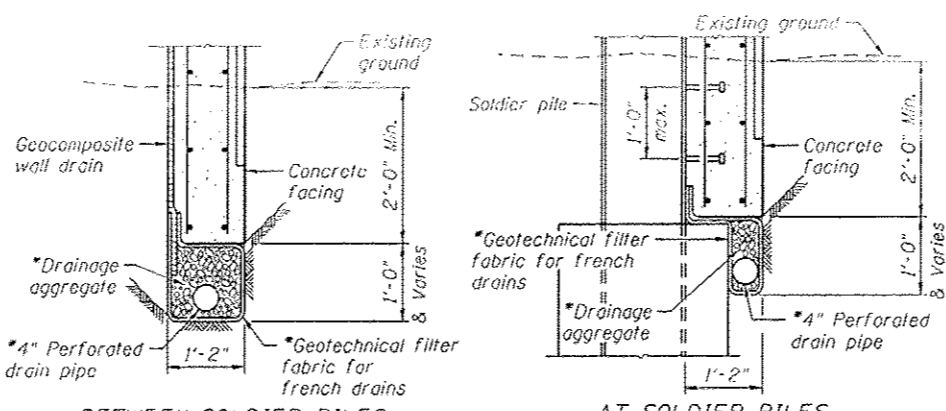 Existing
ground
Geocomposite
wall drain
Concrete
facing
2'-0" Min.
*Drainage
aggregate
1'-0"
& Varies
*4" Perforated
drain pipe
1'-2"
*Geotechnical filter
fabric for
french drains
BETWEEN SOLDIER PILES
Existing ground
Soldier pile
1'-0"
max.
2'-0" Min.
Concrete
facing
*Geotechnical filter
fabric for french
drains
1'-0"
& Varies
*Drainage
aggregate
*4" Perforated
drain pipe
1'-2"
AT SOLDIER PILES